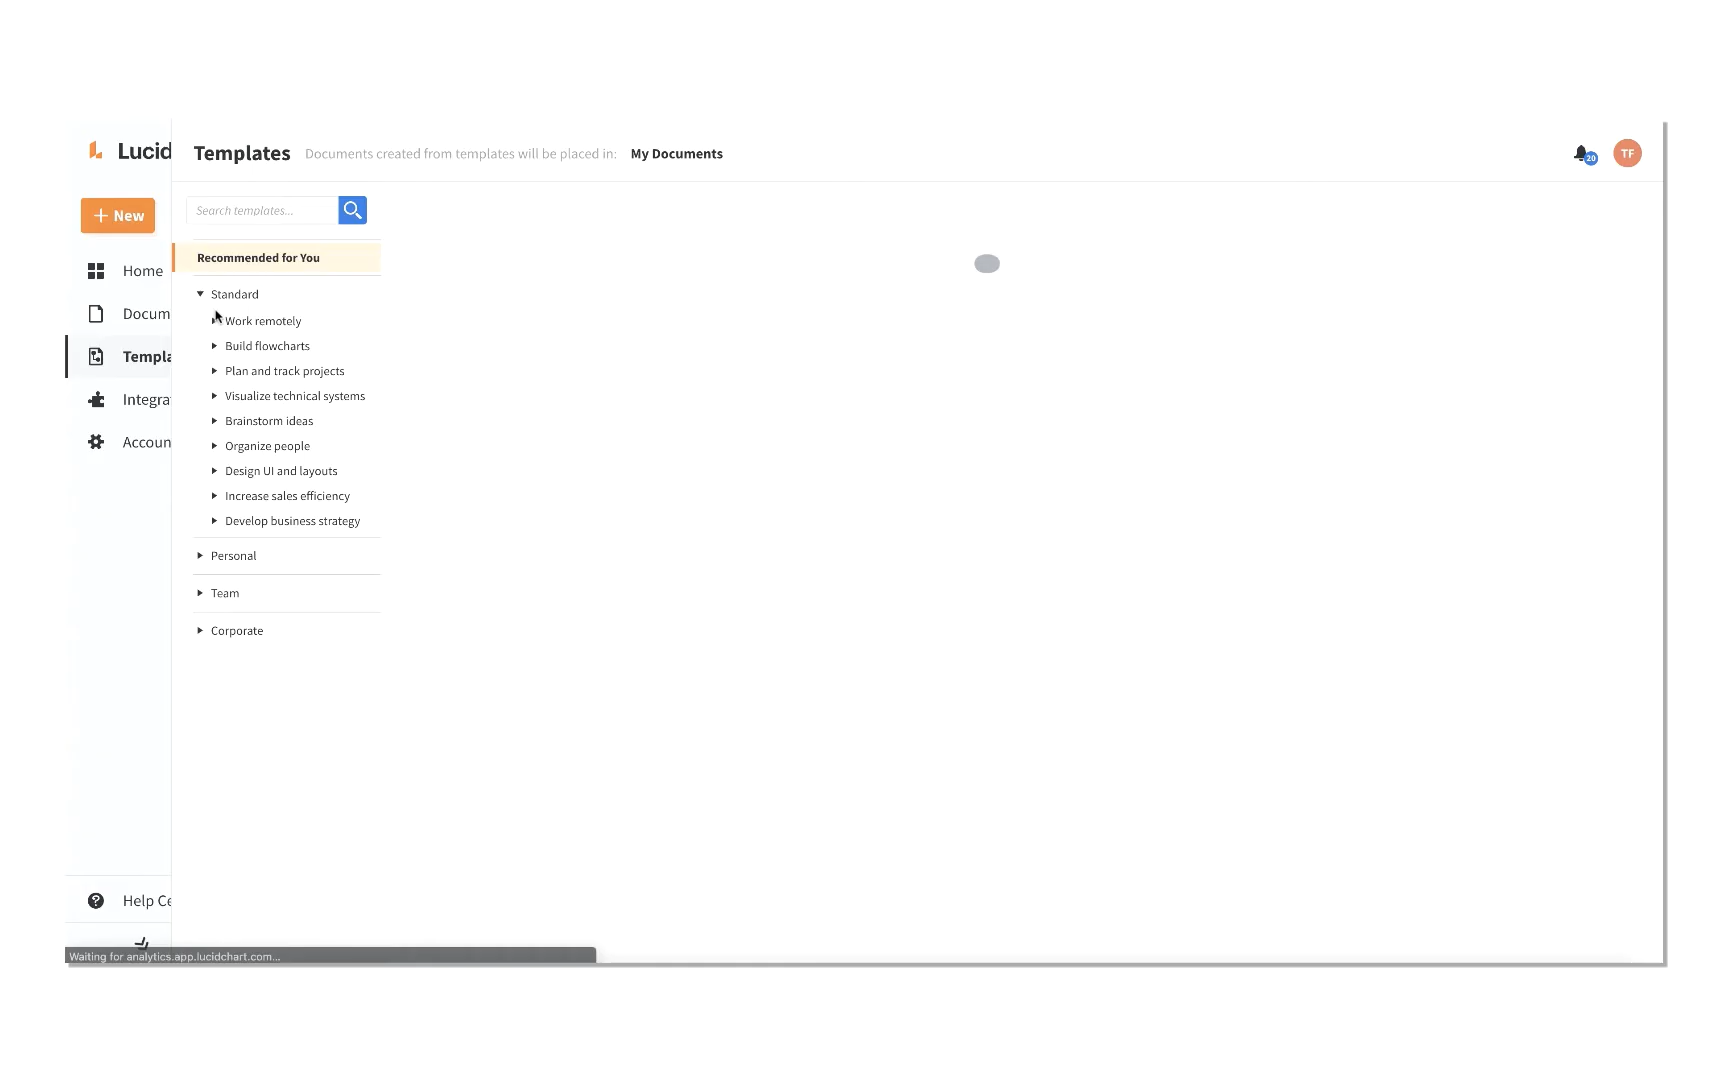 Lucid
Templates
Documents created from templates will be placed in: My Documents
20
TF
New
Search templates...
Home
Docum
Templa
Integra
Accoun
Recommended for You
Standard
Work remotely
Build flowcharts
Plan and track projects
Visualize technical systems
Brainstorm ideas
Organize people
Design UI and layouts
Increase sales efficiency
Develop business strategy
Personal
Team
Corporate
Help Ce
Waiting for analytics.app.lucidchart.com...